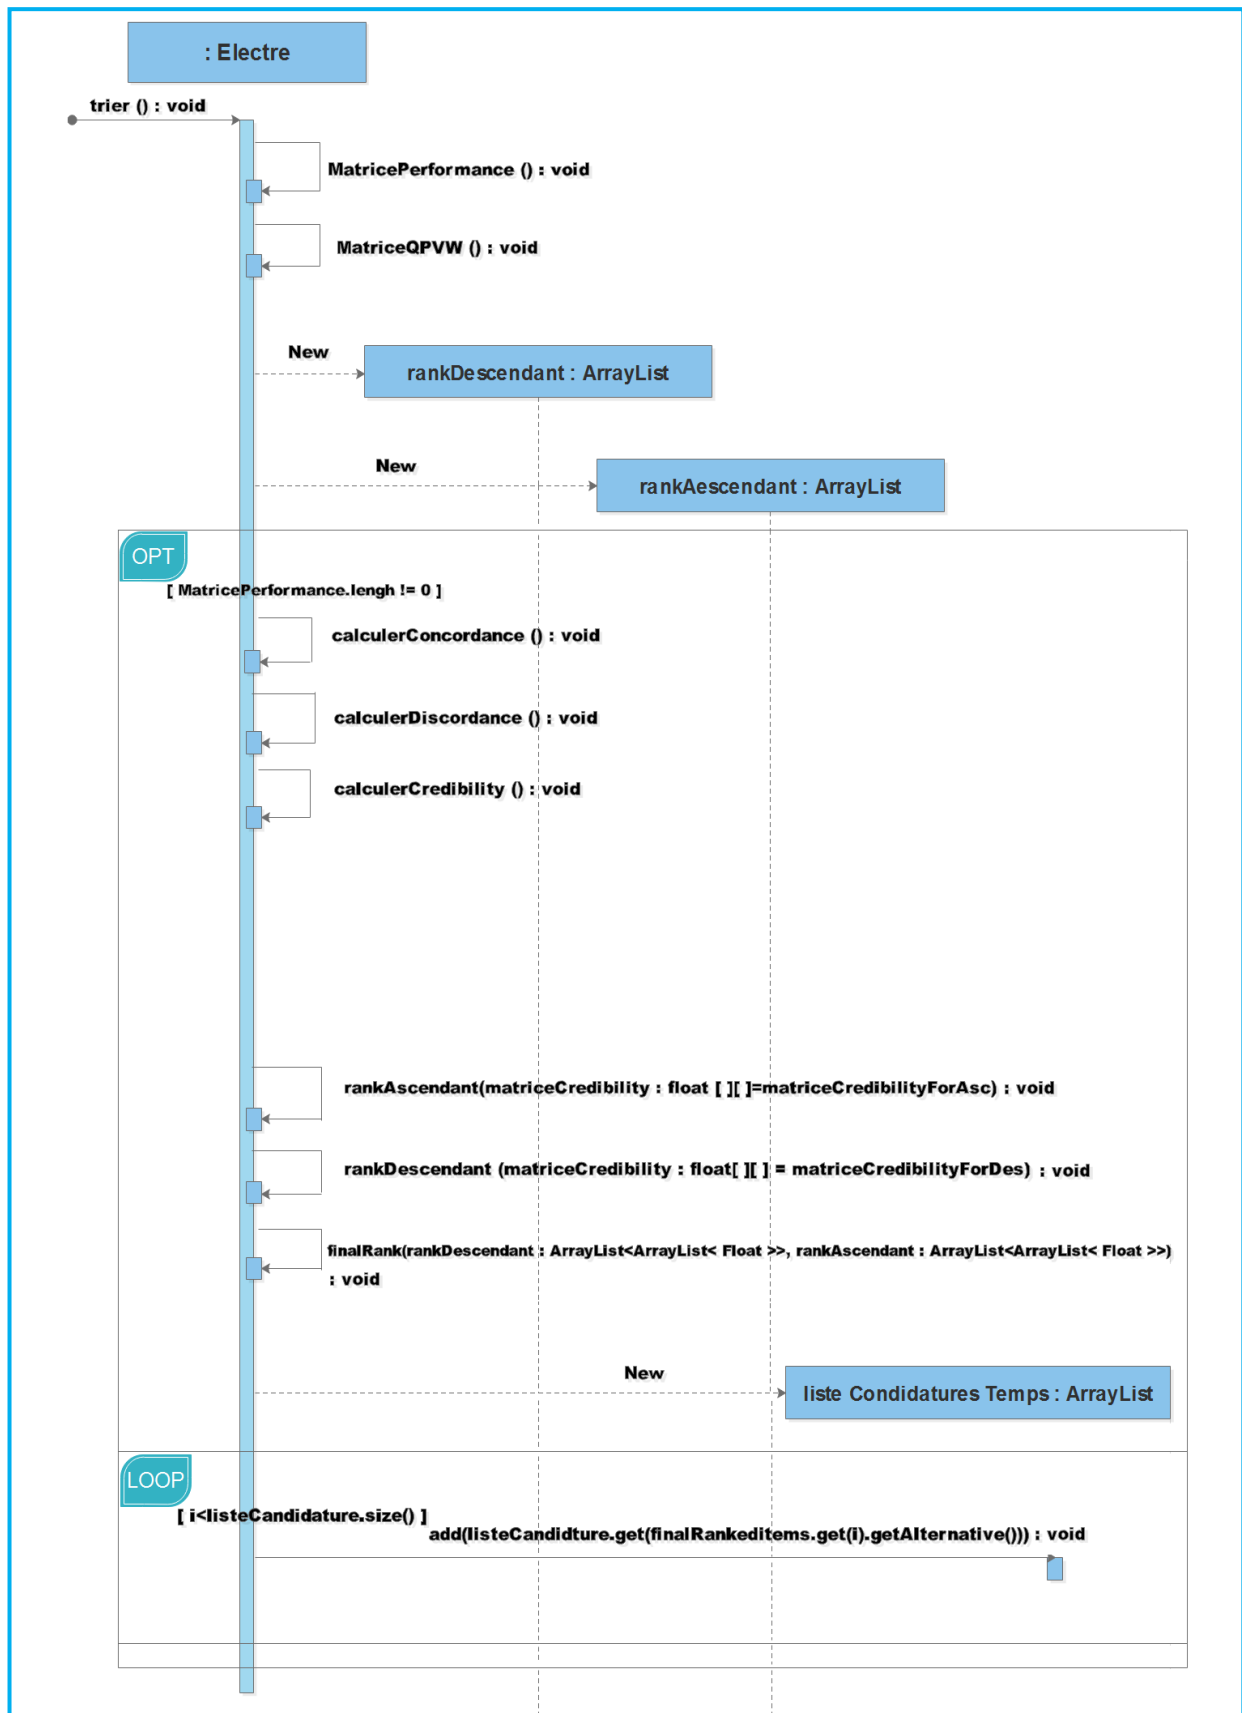 : Electre
trier () : void
MatricePerformance () : void
MatriceQPVW () : void
New
rankDescendant : ArrayList
New
rankAescendant : ArrayList
OPT
[ MatricePerformance.lengh != 0 ]
calculerConcordance () : void
calculerDiscordance () : void
calculerCredibility () : void
rankAscendant(matriceCredibility : float [ ][ ]=matriceCredibilityForAsc) : void
rankDescendant (matriceCredibility : float[ ][ ] = matriceCredibilityForDes) : void
finalRank(rankDescendant : ArrayList<ArrayList< Float >>, rankAscendant : ArrayList<ArrayList< Float >>)
: void
New
liste Condidatures Temps : ArrayList
LOOP
[ i<listeCandidature.size() ]
add(listeCandidture.get(finalRankeditems.get(i).getAlternative())) : void